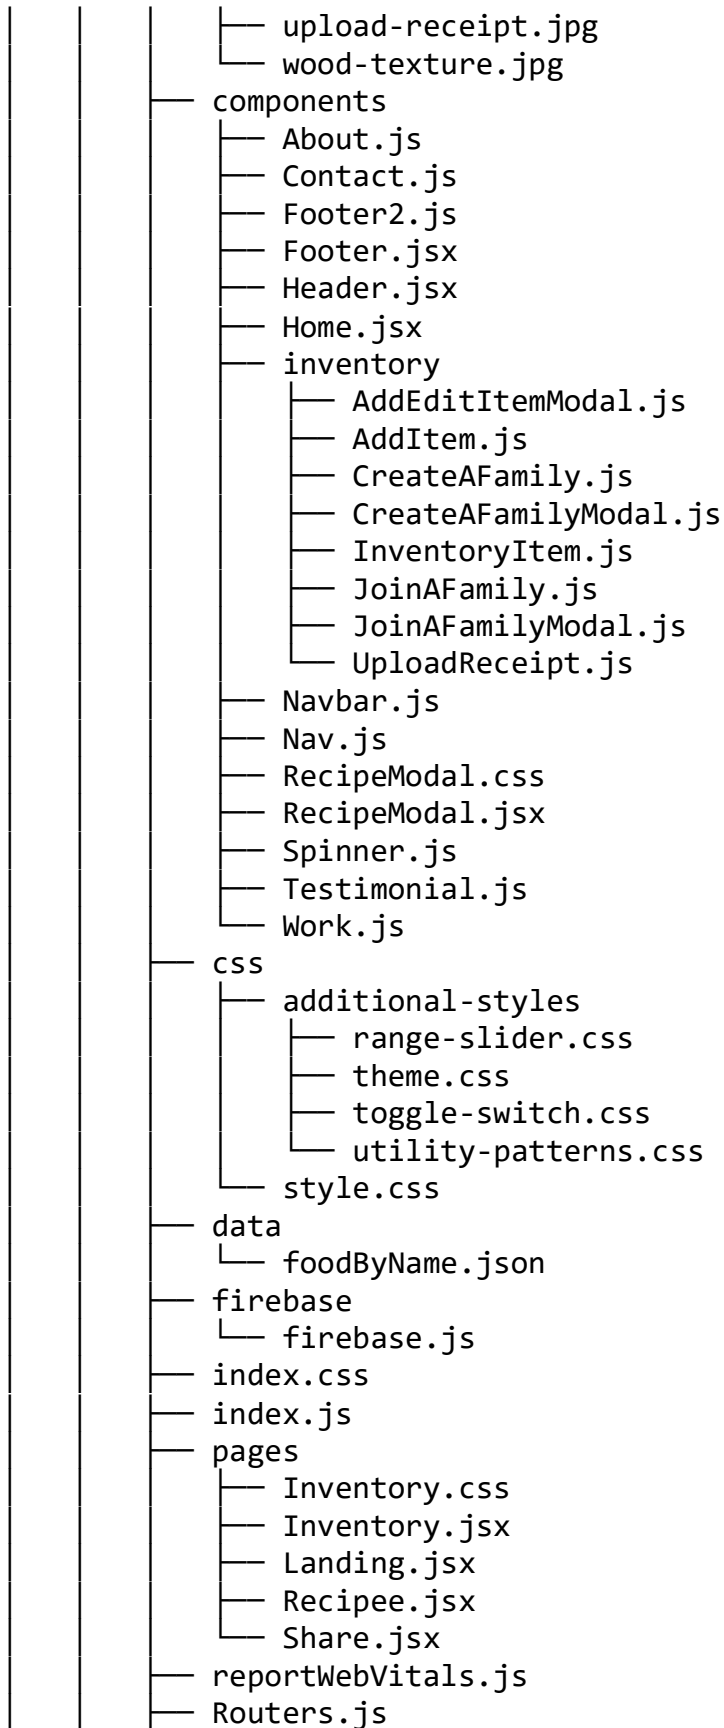 │   │   │   ├── upload-receipt.jpg
│   │   │   └── wood-texture.jpg
│   │   ├── components
│   │   │   ├── About.js
│   │   │   ├── Contact.js
│   │   │   ├── Footer2.js
│   │   │   ├── Footer.jsx
│   │   │   ├── Header.jsx
│   │   │   ├── Home.jsx
│   │   │   ├── inventory
│   │   │   │   ├── AddEditItemModal.js
│   │   │   │   ├── AddItem.js
│   │   │   │   ├── CreateAFamily.js
│   │   │   │   ├── CreateAFamilyModal.js
│   │   │   │   ├── InventoryItem.js
│   │   │   │   ├── JoinAFamily.js
│   │   │   │   ├── JoinAFamilyModal.js
│   │   │   │   └── UploadReceipt.js
│   │   │   ├── Navbar.js
│   │   │   ├── Nav.js
│   │   │   ├── RecipeModal.css
│   │   │   ├── RecipeModal.jsx
│   │   │   ├── Spinner.js
│   │   │   ├── Testimonial.js
│   │   │   └── Work.js
│   │   ├── css
│   │   │   ├── additional-styles
│   │   │   │   ├── range-slider.css
│   │   │   │   ├── theme.css
│   │   │   │   ├── toggle-switch.css
│   │   │   │   └── utility-patterns.css
│   │   │   └── style.css
│   │   ├── data
│   │   │   └── foodByName.json
│   │   ├── firebase
│   │   │   └── firebase.js
│   │   ├── index.css
│   │   ├── index.js
│   │   ├── pages
│   │   │   ├── Inventory.css
│   │   │   ├── Inventory.jsx
│   │   │   ├── Landing.jsx
│   │   │   ├── Recipee.jsx
│   │   │   └── Share.jsx
│   │   ├── reportWebVitals.js
│   │   ├── Routers.js